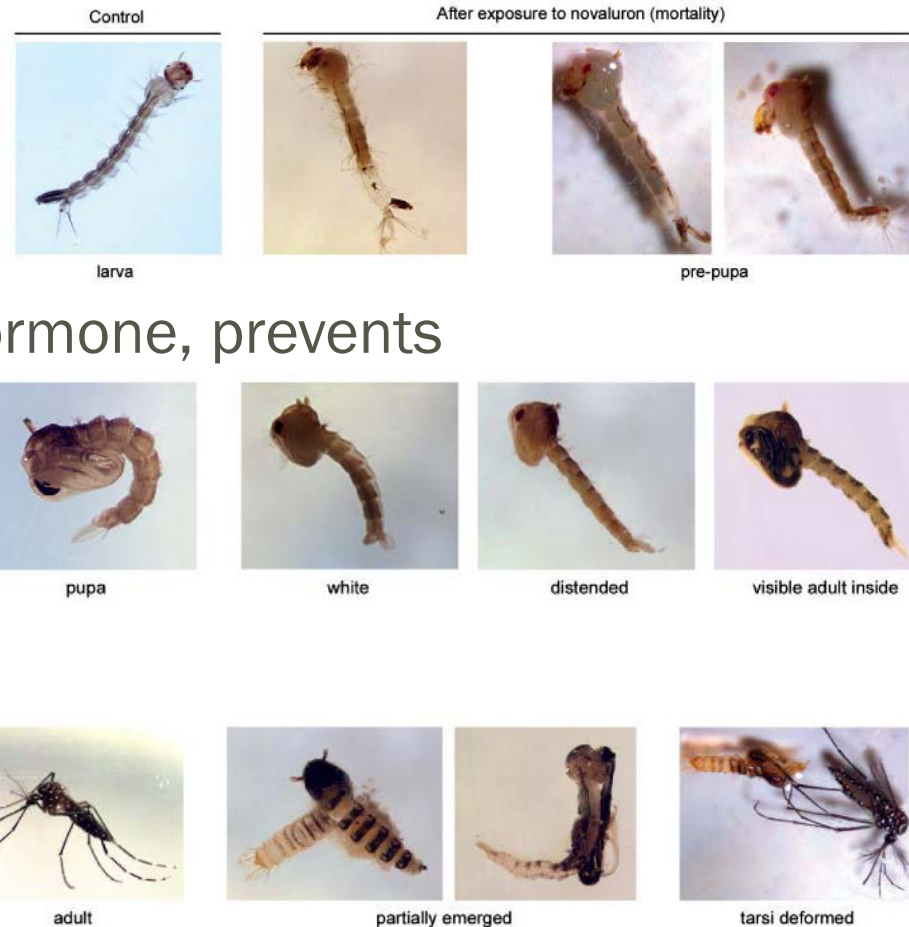 Control
After exposure to novaluron (mortality)
larva
pre-pupa
ormone, prevents
pupa
white
distended
visible adult inside
adult
partially emerged
tarsi deformed